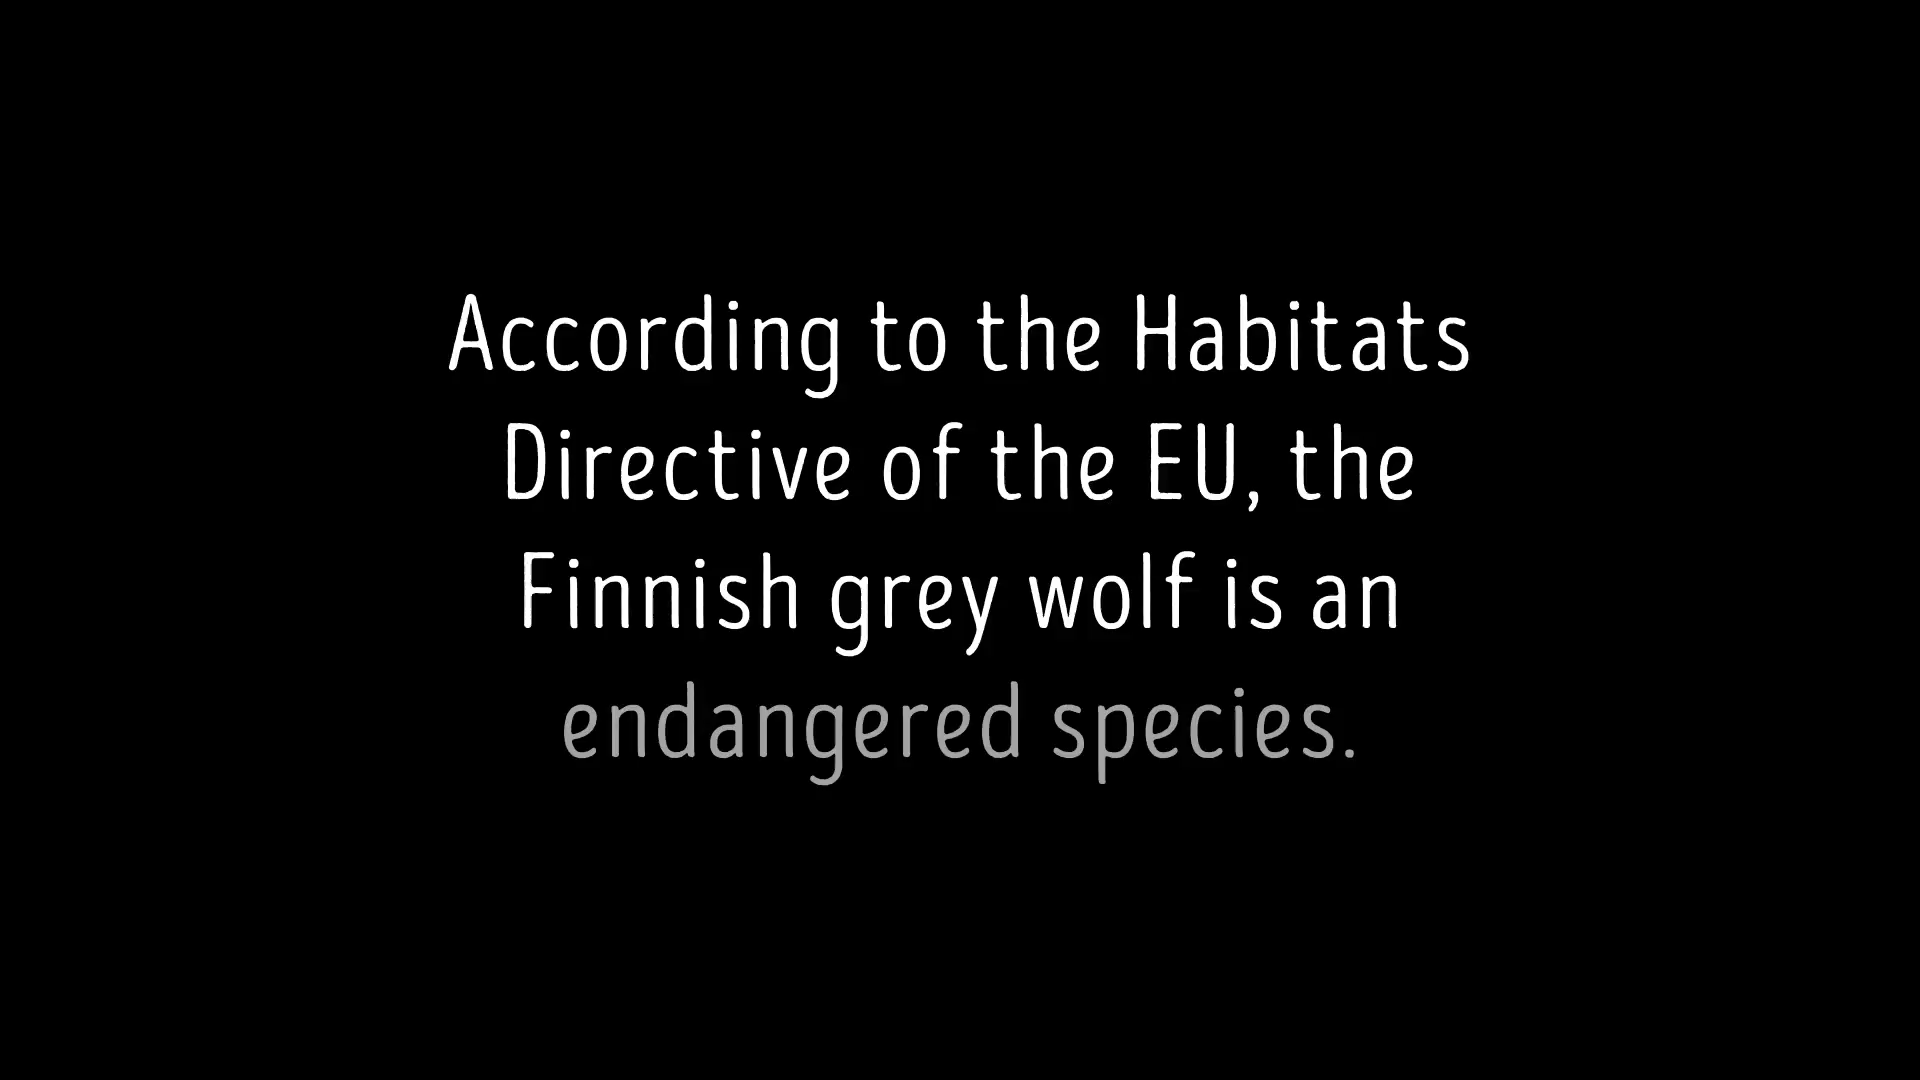 According to the Habitats
Directive of the EU, the
Finnish grey wolf is an
endangered species.